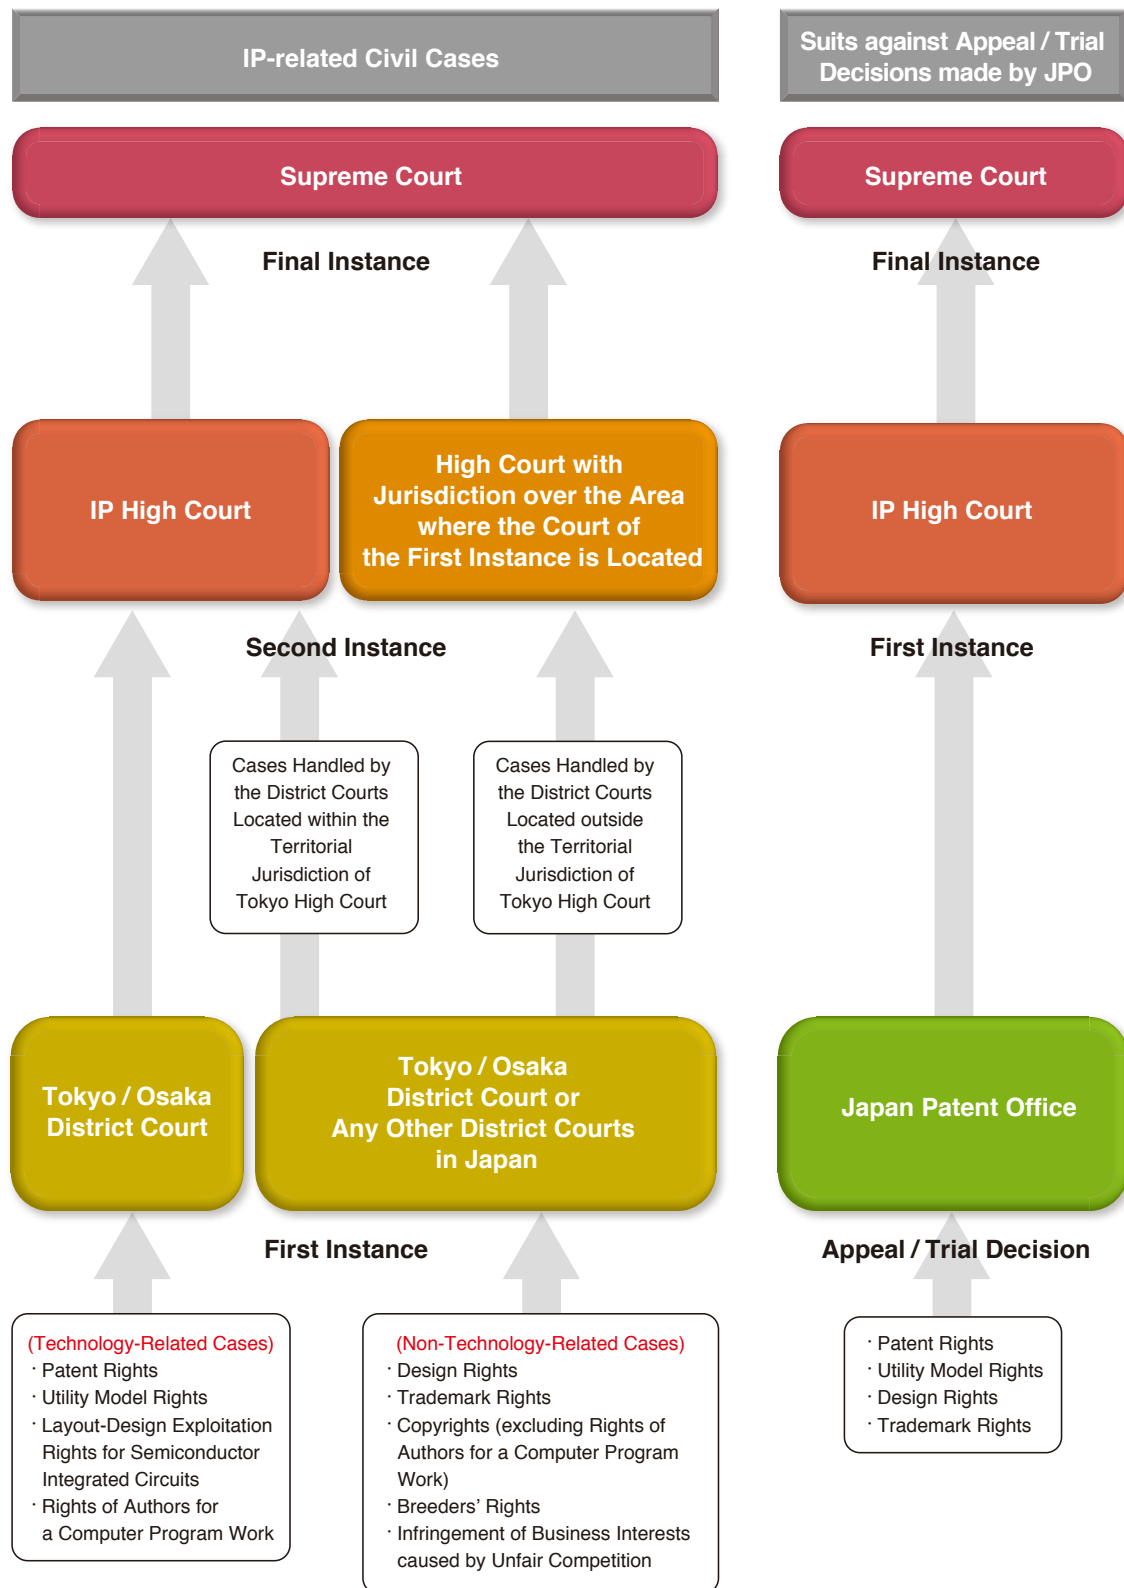 IP-related Civil Cases
Suits against Appeal / Trial
Decisions made by JPO
Supreme Court
Supreme Court
Final Instance
Final Instance
IP High Court
High Court with
Jurisdiction over the Area
where the Court of
the First Instance is Located
IP High Court
Second Instance
First Instance
Cases Handled by
the District Courts
Located within the
Territorial
Jurisdiction of
Tokyo High Court
Cases Handled by
the District Courts
Located outside
the Territorial
Jurisdiction of
Tokyo High Court
Tokyo / Osaka
District Court
Tokyo / Osaka
District Court or
Any Other District Courts
in Japan
Japan Patent Office
First Instance
Appeal / Trial Decision
(Technology-Related Cases)
· Patent Rights
· Utility Model Rights
· Layout-Design Exploitation
Rights for Semiconductor
Integrated Circuits
· Rights of Authors for
a Computer Program Work
(Non-Technology-Related Cases)
· Design Rights
· Trademark Rights
· Copyrights (excluding Rights of
Authors for a Computer Program
Work)
· Breeders' Rights
· Infringement of Business Interests
caused by Unfair Competition
· Patent Rights
· Utility Model Rights
· Design Rights
· Trademark Rights